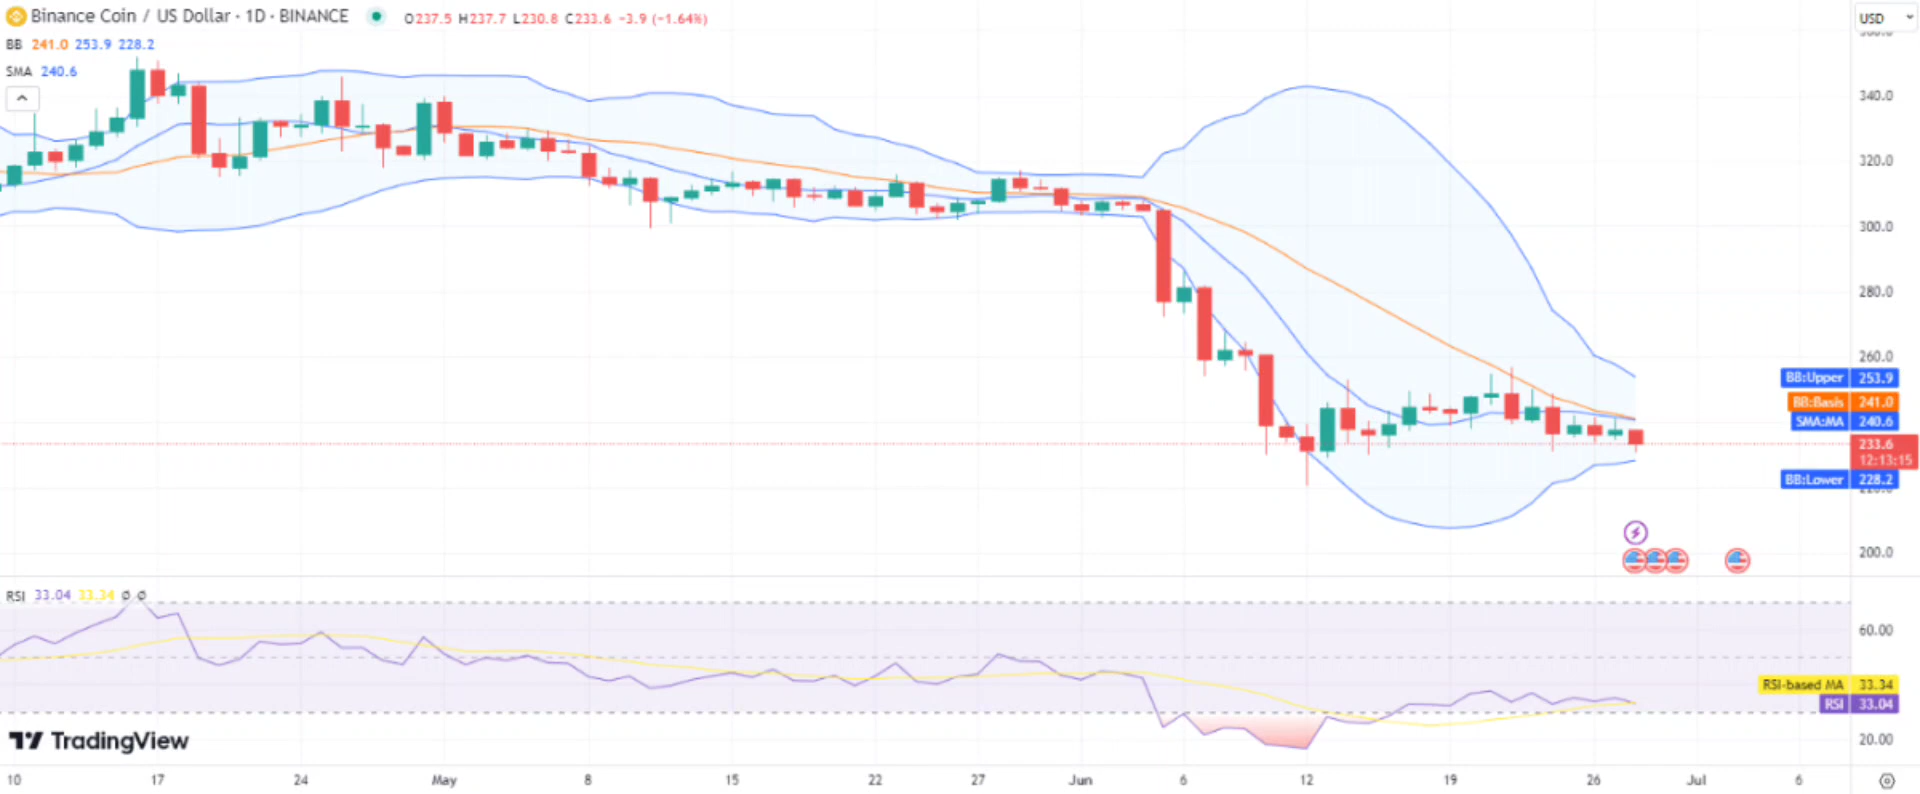 Binance Coin / US Dollar · 1D · BINANCE O237.5 H237.7 L230.8 C233.6 −3.9 (−1.64%)
USD
BB 241.0 253.9 228.2
SMA 240.6
340.0
320.0
300.0
280.0
260.0
BB:Upper 253.9
BB:Basis 241.0
SMA:MA 240.6
233.6
12:13:15
BB:Lower 228.2
200.0
RSI 33.04 33.34 Ø Ø
60.00
RSI-based MA 33.34
RSI 33.04
20.00
TradingView
10 17 24 May 8 15 22 27 Jun 6 12 19 26 Jul 6